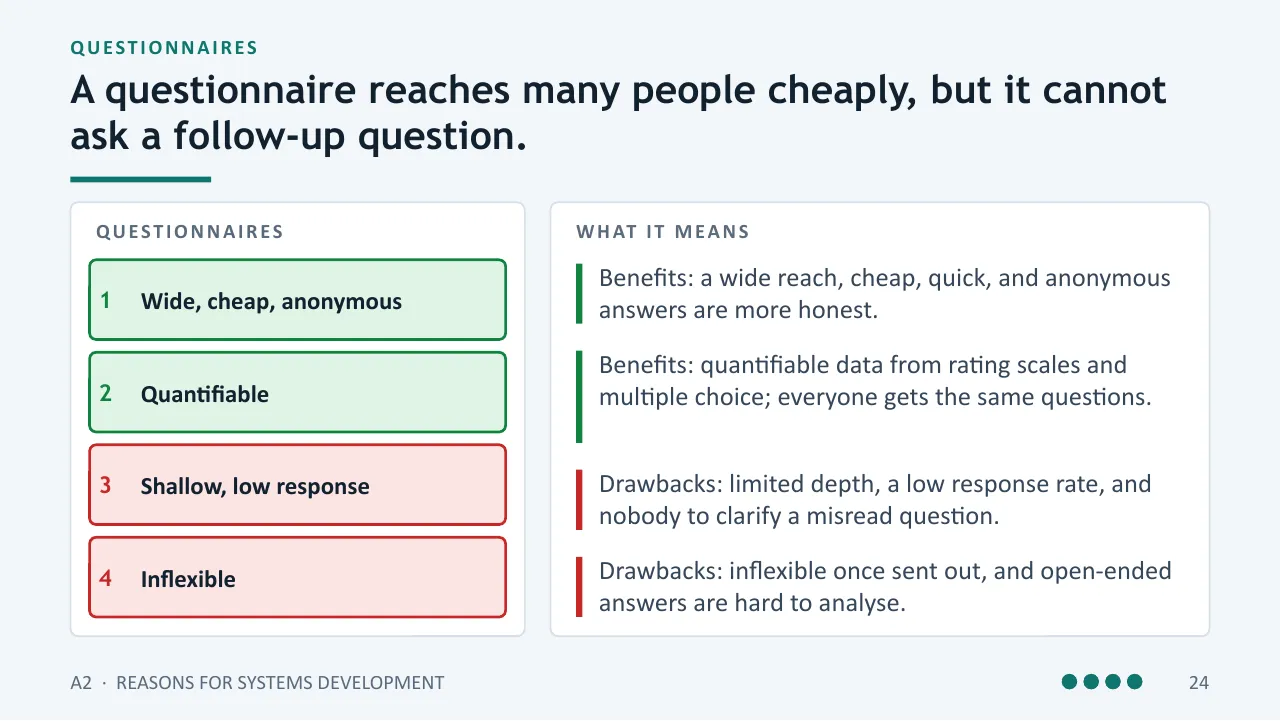 QUESTIONNAIRES
A questionnaire reaches many people cheaply, but it cannot
ask a follow-up question.
QUESTIONNAIRES
1 Wide, cheap, anonymous
2 Quantifiable
3 Shallow, low response
4 Inflexible
WHAT IT MEANS
Benefits: a wide reach, cheap, quick, and anonymous
answers are more honest.
Benefits: quantifiable data from rating scales and
multiple choice; everyone gets the same questions.
Drawbacks: limited depth, a low response rate, and
nobody to clarify a misread question.
Drawbacks: inflexible once sent out, and open-ended
answers are hard to analyse.
A2 · REASONS FOR SYSTEMS DEVELOPMENT
24